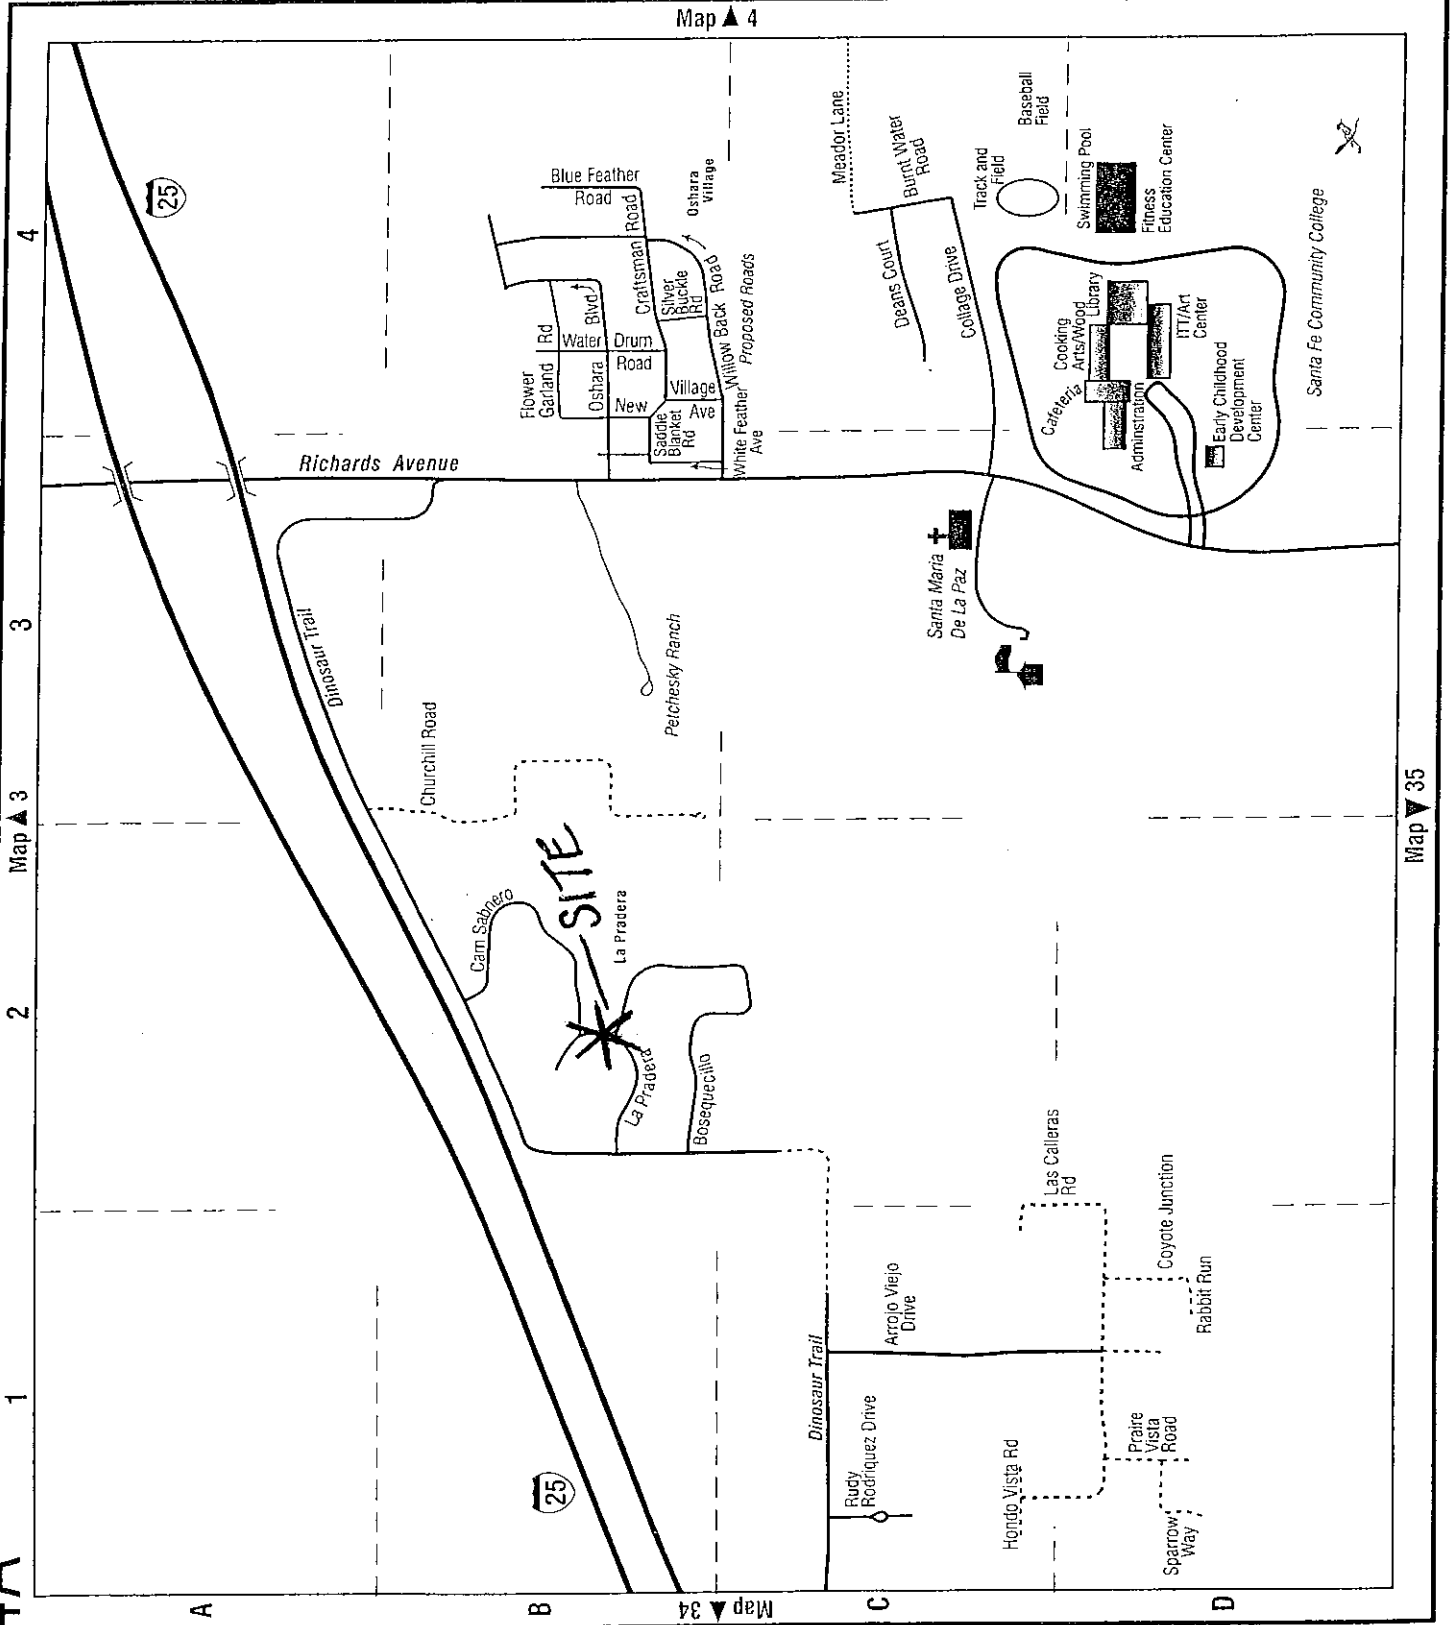 4A
Map ▲ 4
Map ▲ 3
Map ▼ 35
Map ▲ 34
1
2
3
4
A
B
C
D
25
25
Richards Avenue
Dinosaur Trail
Churchill Road
Petchesky Ranch
Cam Sabnero
SITE
La Pradera
La Pradera
Bosequecillo
Blue Feather
Road
Craftsman Road
Oshara
Village
Silver
Buckle
Rd
Willow Back Road
Proposed Roads
Flower
Garland Rd
Water Drum
Road
Oshara Blvd
New Village
Ave
Saddle
Blanket
Rd
White Feather
Ave
Meador Lane
Burnt Water
Road
Deans Court
Collage Drive
Track and
Field
Baseball
Field
Swimming Pool
Fitness
Education Center
Library
Cooking
Arts/Wood
Cafeteria
Adminstration
ITT/Art
Center
Early Childhood
Development
Center
Santa Fe Community College
Santa Maria
De La Paz
Las Calleras
Rd
Coyote Junction
Rabbit Run
Arrojo Viejo
Drive
Dinosaur Trail
Rudy
Rodriquez Drive
Hondo Vista Rd
Praire
Vista
Road
Sparrow
Way